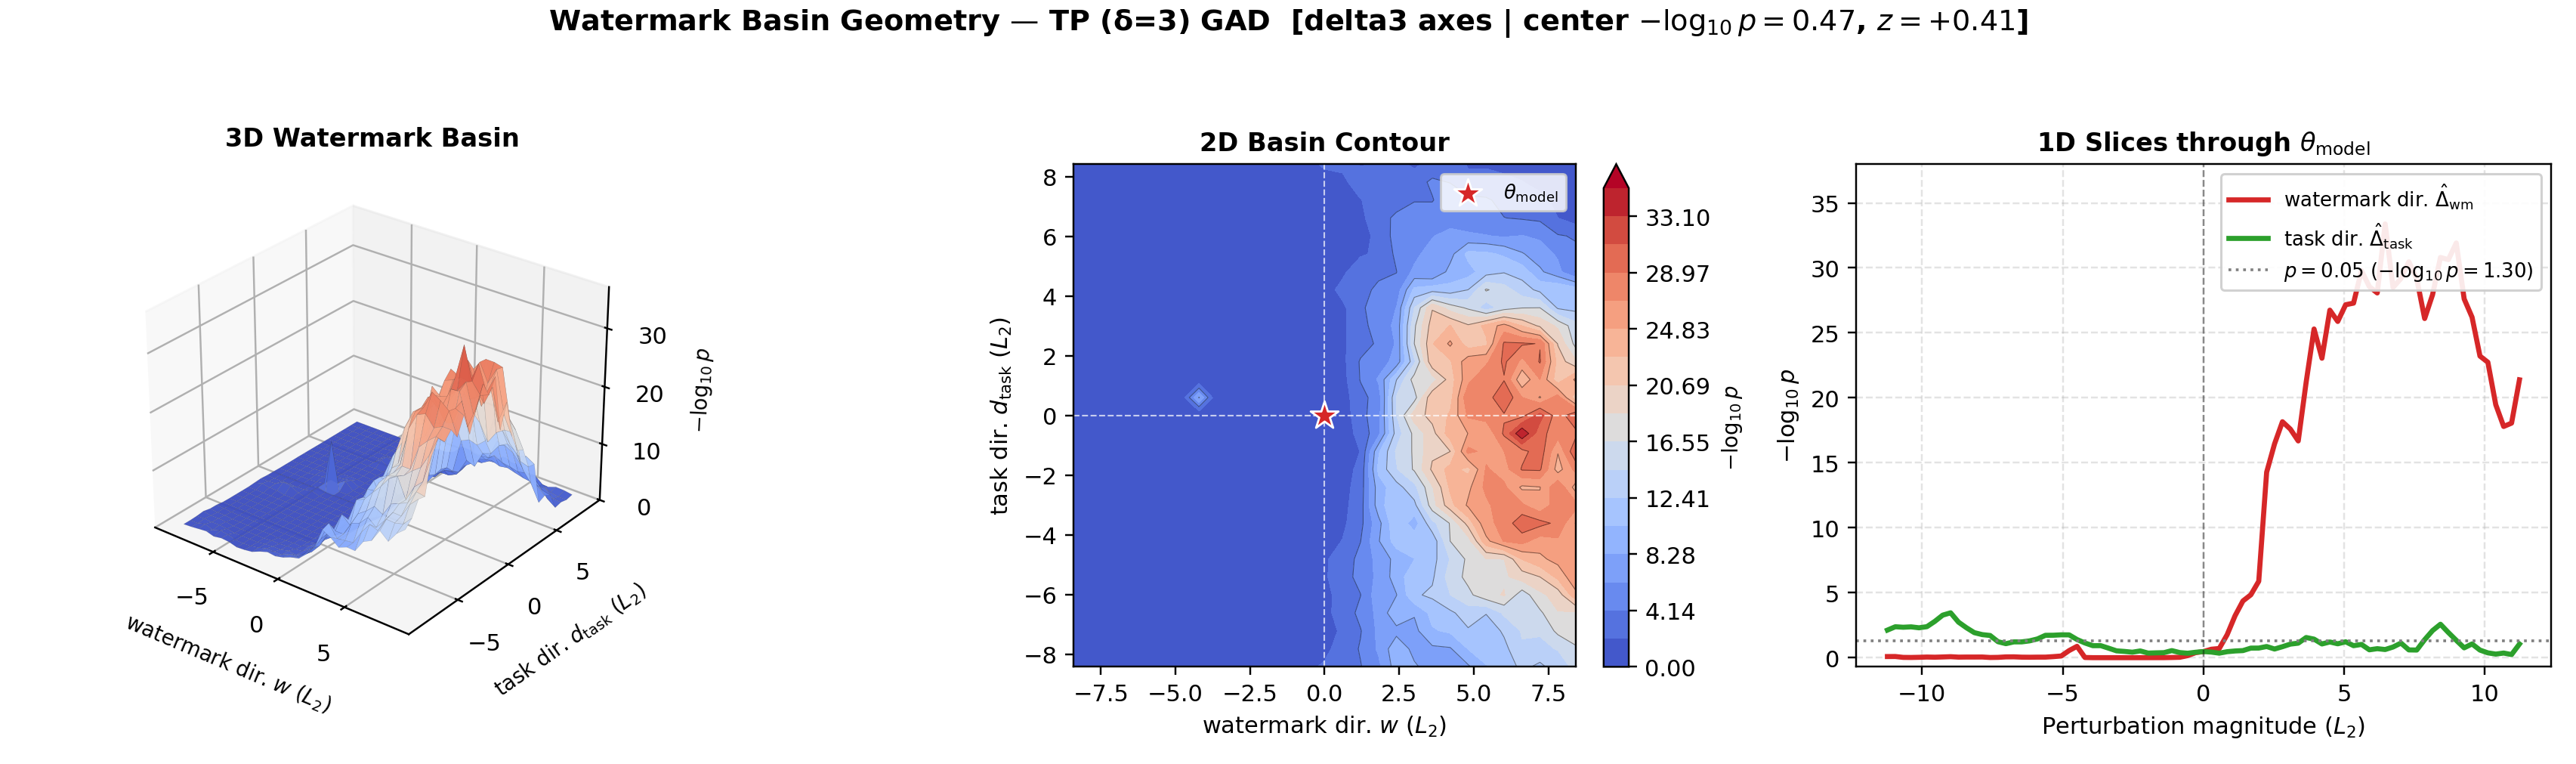 Watermark Basin Geometry — TP (δ=3) GAD [delta3 axes | center −log₁₀ p = 0.47, z = +0.41]
3D Watermark Basin
30
20
10
0
−log₁₀ p
−5
0
5
watermark dir. w (L₂)
−5
0
5
task dir. d_task (L₂)
2D Basin Contour
θ_model
8
6
4
2
0
−2
−4
−6
−8
task dir. d_task (L₂)
−7.5 −5.0 −2.5 0.0 2.5 5.0 7.5
watermark dir. w (L₂)
33.10
28.97
24.83
20.69
16.55
12.41
8.28
4.14
0.00
−log₁₀ p
1D Slices through θ_model
watermark dir. Δ̂_wm
task dir. Δ̂_task
p = 0.05 (−log₁₀ p = 1.30)
35
30
25
20
15
10
5
0
−log₁₀ p
−10 −5 0 5 10
Perturbation magnitude (L₂)